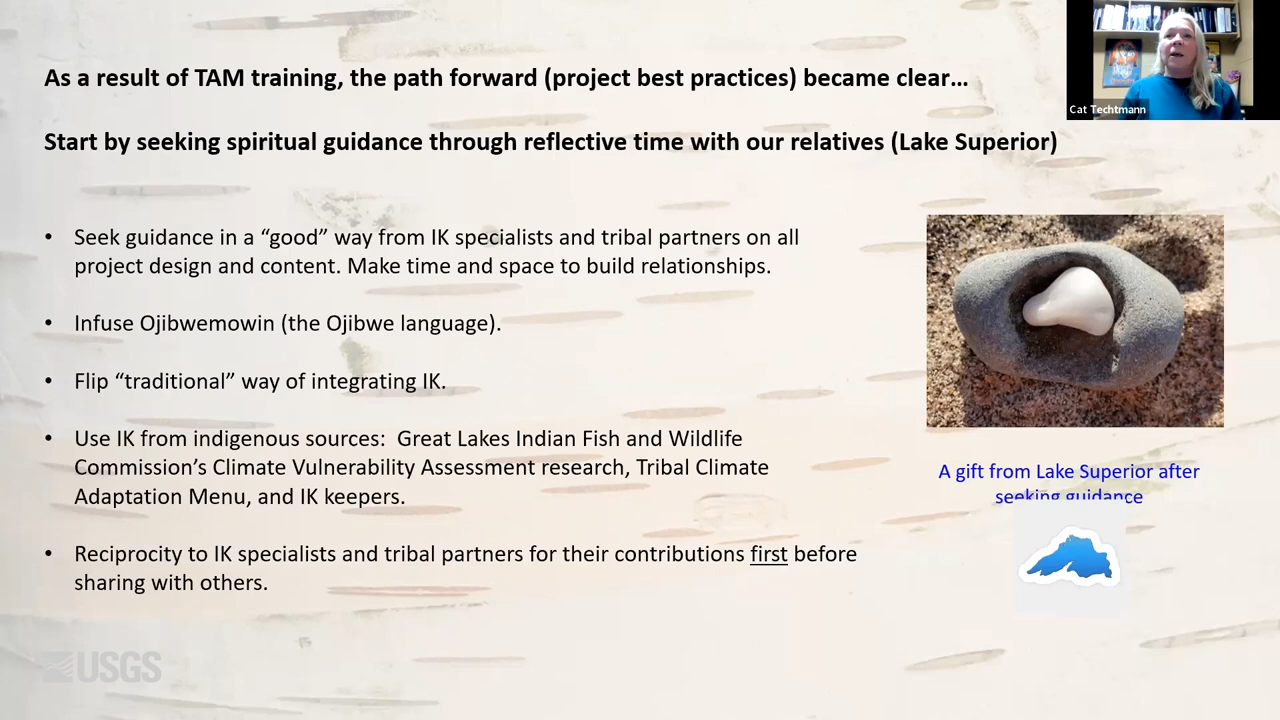 As a result of TAM training, the path forward (project best practices) became clear…
Start by seeking spiritual guidance through reflective time with our relatives (Lake Superior)
Cat Techtmann
• Seek guidance in a “good” way from IK specialists and tribal partners on all
project design and content. Make time and space to build relationships.
• Infuse Ojibwemowin (the Ojibwe language).
• Flip “traditional” way of integrating IK.
• Use IK from indigenous sources:  Great Lakes Indian Fish and Wildlife
Commission’s Climate Vulnerability Assessment research, Tribal Climate
Adaptation Menu, and IK keepers.
• Reciprocity to IK specialists and tribal partners for their contributions first before
sharing with others.
A gift from Lake Superior after
seeking guidance
USGS